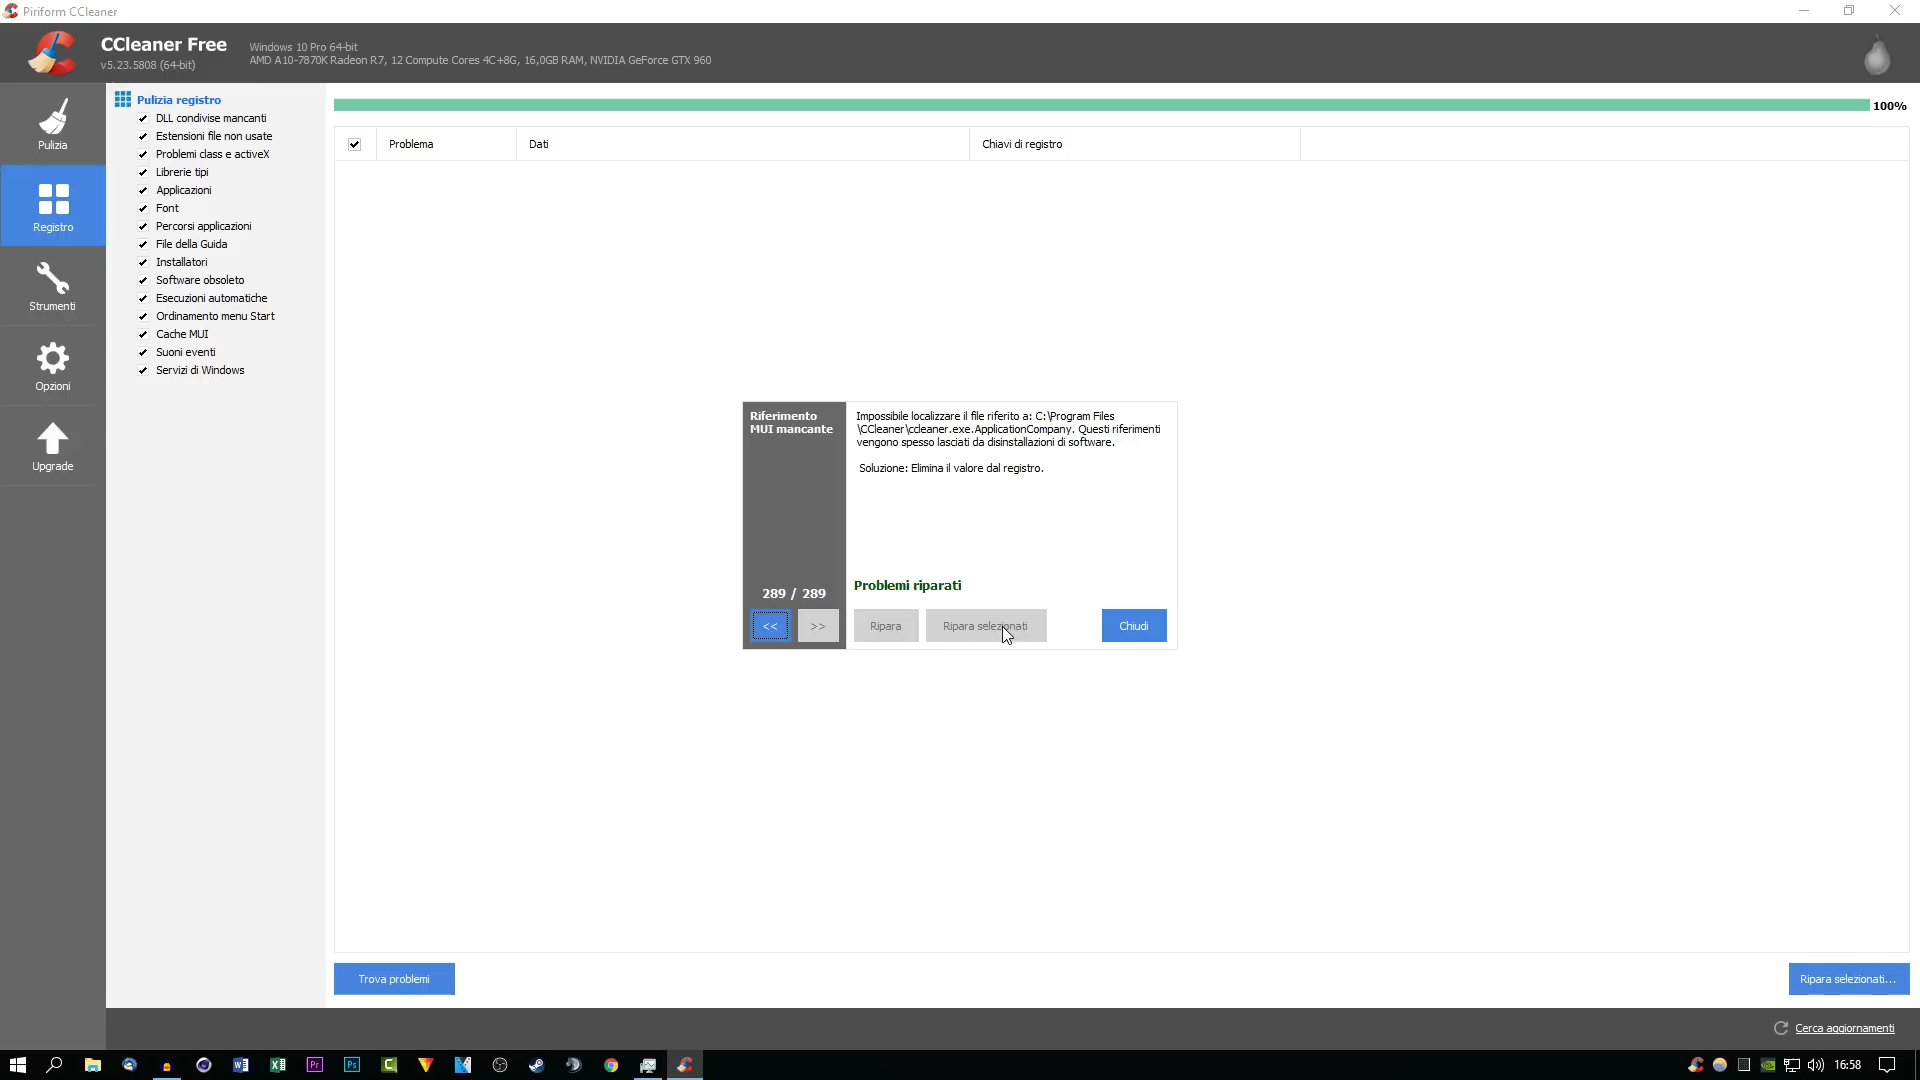 Piriform CCleaner
CCleaner Free
v5.23.5808 (64-bit)
Windows 10 Pro 64-bit
AMD A10-7870K Radeon R7, 12 Compute Cores 4C+8G, 16,0GB RAM, NVIDIA GeForce GTX 960
Pulizia
Registro
Strumenti
Opzioni
Upgrade
Pulizia registro
DLL condivise mancanti
Estensioni file non usate
Problemi class e activeX
Librerie tipi
Applicazioni
Font
Percorsi applicazioni
File della Guida
Installatori
Software obsoleto
Esecuzioni automatiche
Ordinamento menu Start
Cache MUI
Suoni eventi
Servizi di Windows
100%
Problema Dati Chiavi di registro
Riferimento
MUI mancante
Impossibile localizzare il file riferito a: C:\Program Files
\CCleaner\ccleaner.exe.ApplicationCompany. Questi riferimenti
vengono spesso lasciati da disinstallazioni di software.
Soluzione: Elimina il valore dal registro.
Problemi riparati
289 / 289
<< >> Ripara Ripara selezionati Chiudi
Trova problemi
Ripara selezionati...
Cerca aggiornamenti
Pr
Ps
16:58